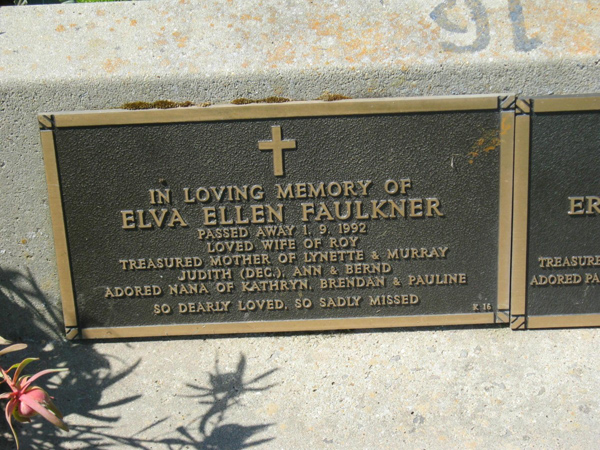 IN LOVING MEMORY OF
ELVA ELLEN FAULKNER
PASSED AWAY 1. 9. 1992
LOVED WIFE OF ROY
TREASURED MOTHER OF LYNETTE & MURRAY
JUDITH (DEC.), ANN & BERND
ADORED NANA OF KATHRYN, BRENDAN & PAULINE
SO DEARLY LOVED, SO SADLY MISSED
K 16
ER
TREASURE
ADORED PA